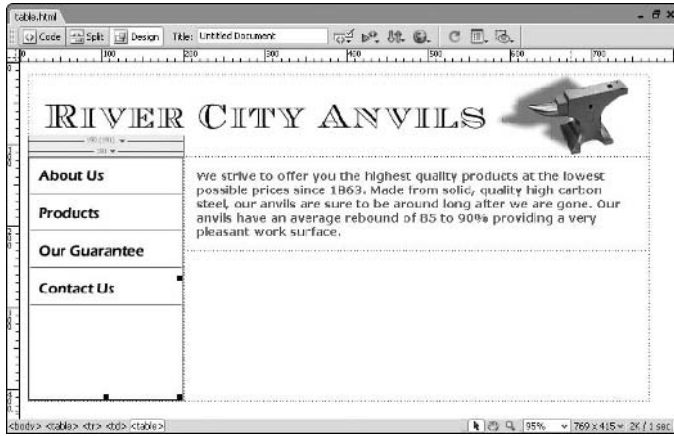 table.html
Code Split Design Title: Untitled Document
0 100 200 300 400 500 600 700
RIVER CITY ANVILS
About Us
Products
Our Guarantee
Contact Us
We strive to offer you the highest quality products at the lowest
possible prices since 1863. Made from solid, quality high carbon
steel, our anvils are sure to be around long after we are gone. Our
anvils have an average rebound of 85 to 90% providing a very
pleasant work surface.
<body> <table> <tr> <td> <table> 95% 769 x 415 2K / 1 sec